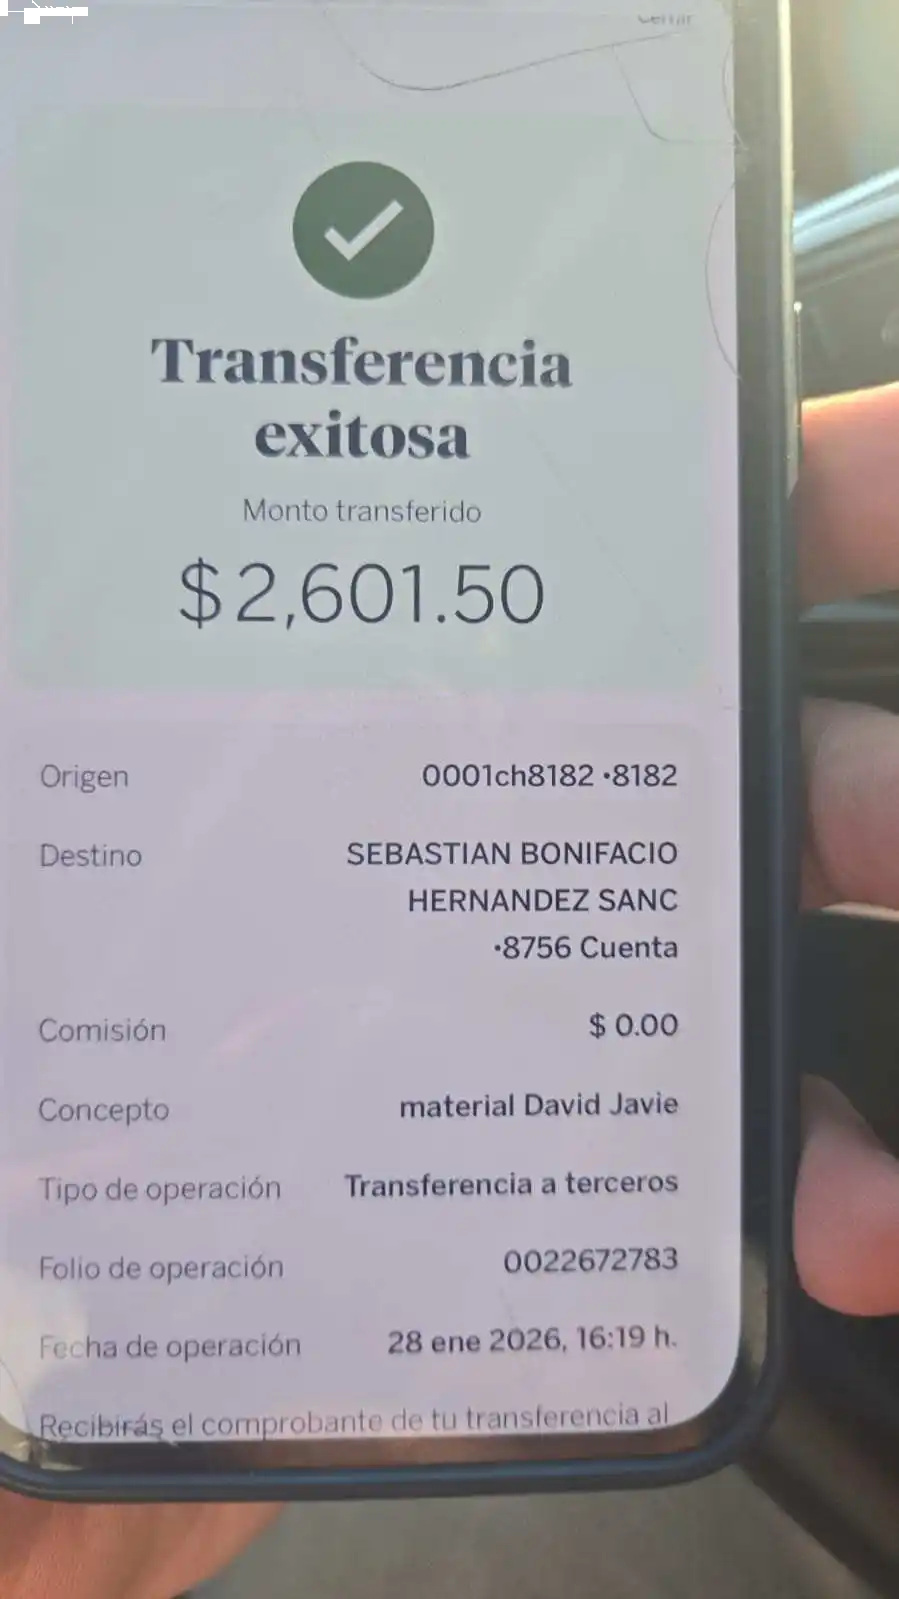 Cerrar
Transferencia
exitosa
Monto transferido
$2,601.50
Origen 0001ch8182 •8182
Destino SEBASTIAN BONIFACIO
HERNANDEZ SANC
•8756 Cuenta
Comisión $ 0.00
Concepto material David Javie
Tipo de operación Transferencia a terceros
Folio de operación 0022672783
Fecha de operación 28 ene 2026, 16:19 h.
Recibirás el comprobante de tu transferencia al